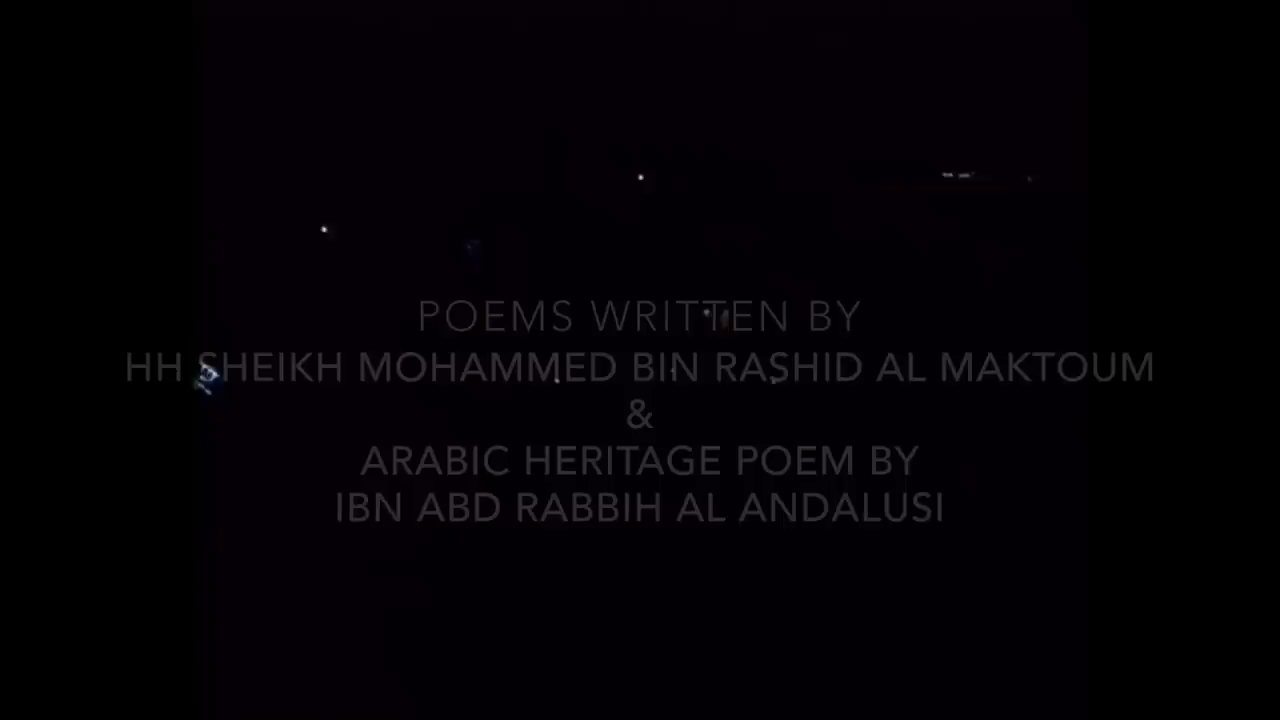 POEMS WRITTEN BY
HH SHEIKH MOHAMMED BIN RASHID AL MAKTOUM
&
ARABIC HERITAGE POEM BY
IBN ABD RABBIH AL ANDALUSI